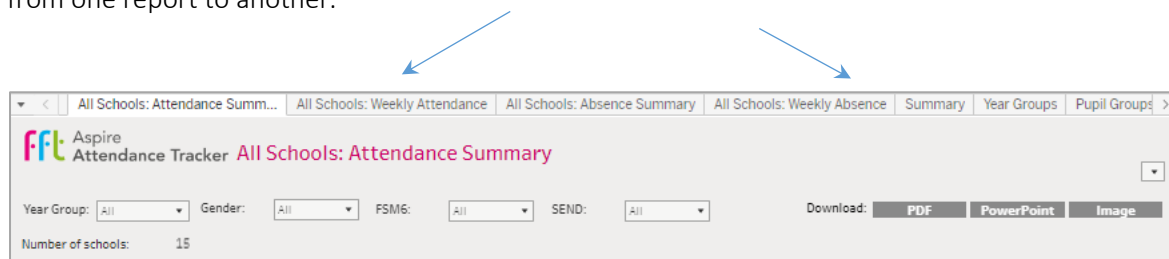 from one report to another.
All Schools: Attendance Summ... All Schools: Weekly Attendance All Schools: Absence Summary All Schools: Weekly Absence Summary Year Groups Pupil Groups
fft Aspire
Attendance Tracker All Schools: Attendance Summary
Year Group: All Gender: All FSM6: All SEND: All Download: PDF PowerPoint Image
Number of schools: 15